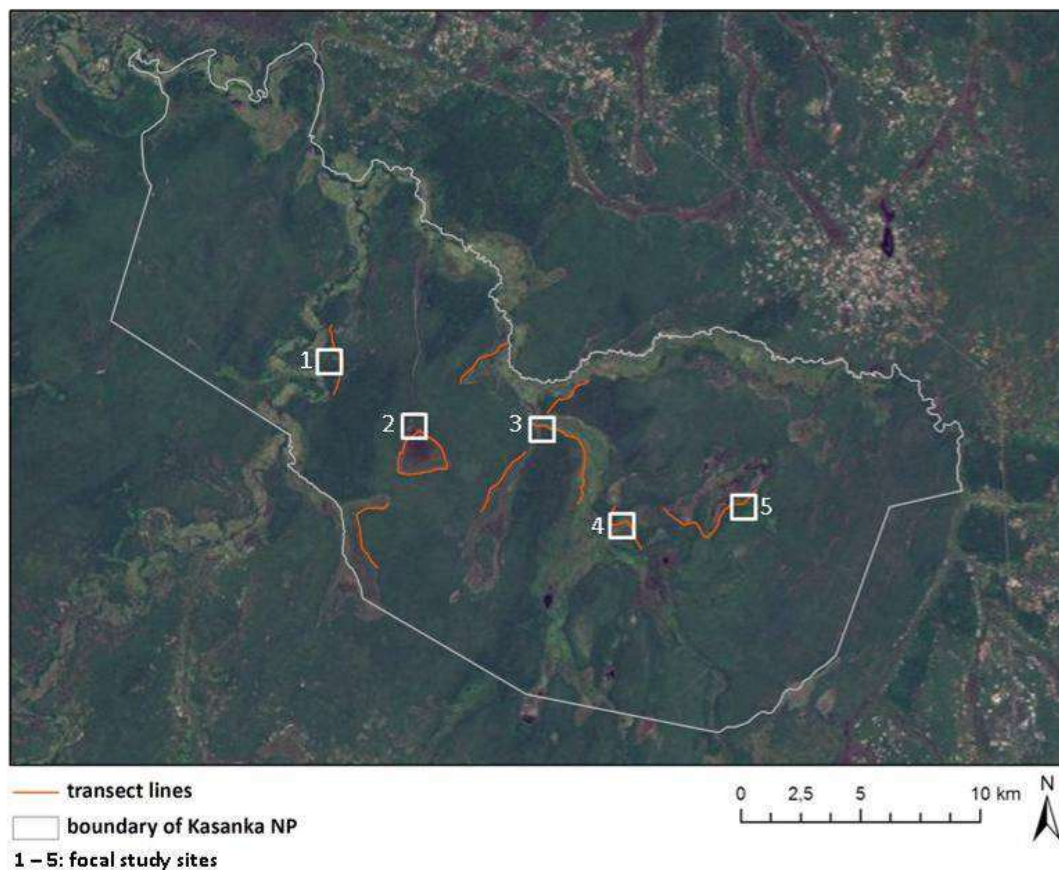 1
2
3
4
5
transect lines
boundary of Kasanka NP
1 – 5: focal study sites
0 2,5 5 10 km
N